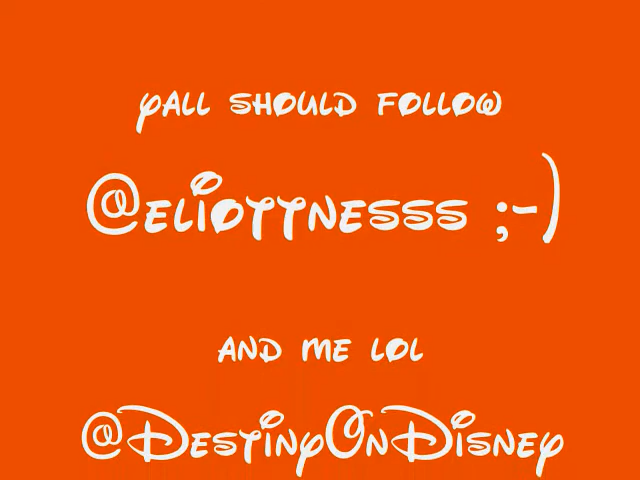 yall should follow
@eliottnesss ;-)
and me lol
@DestinyOnDisney